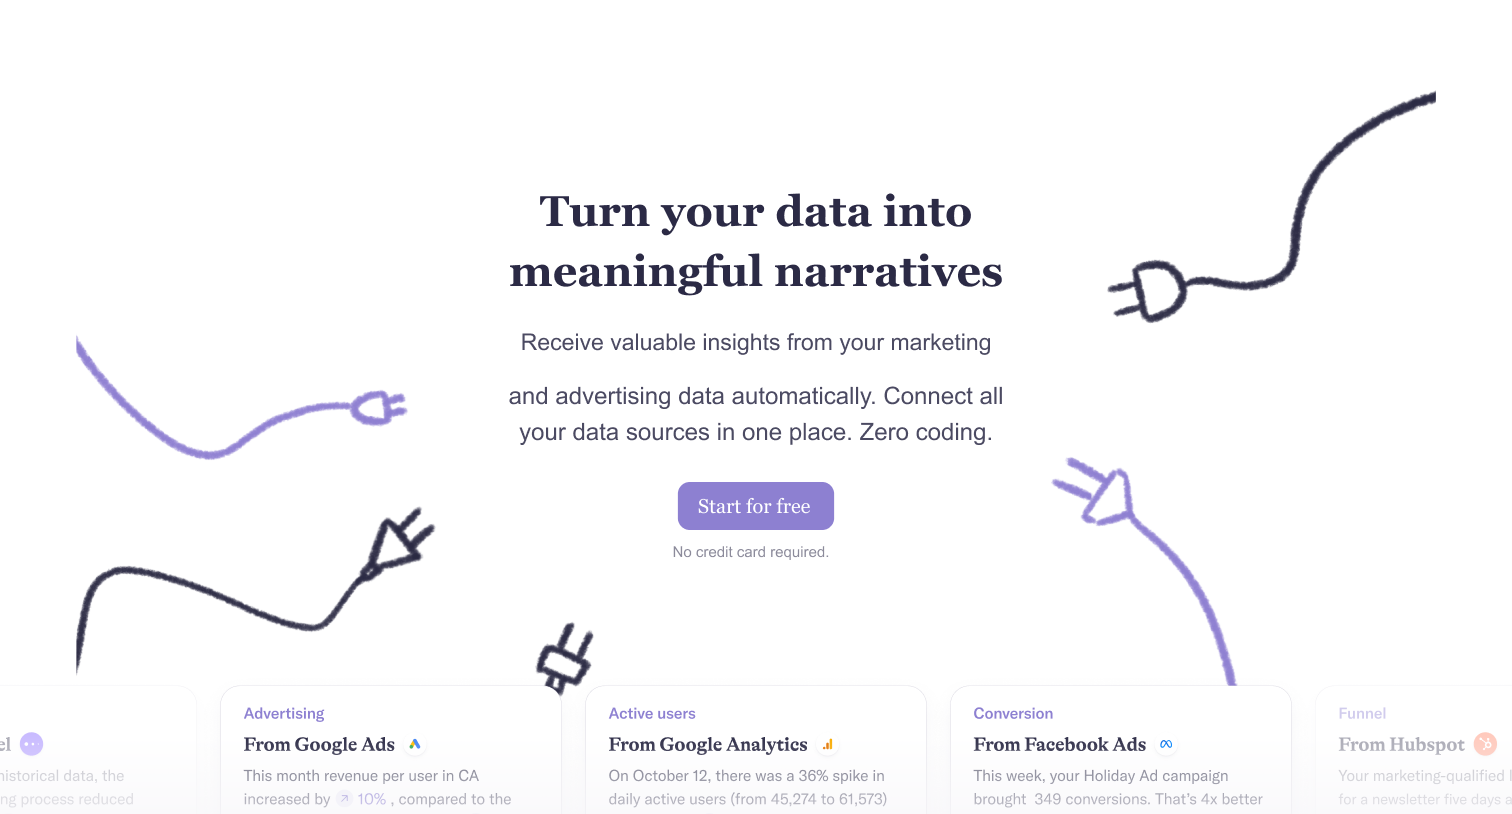 Turn your data into
meaningful narratives
Receive valuable insights from your marketing
and advertising data automatically. Connect all
your data sources in one place. Zero coding.
Start for free
No credit card required.
el
historical data, the
ng process reduced
Advertising
From Google Ads
This month revenue per user in CA
increased by 10% , compared to the
Active users
From Google Analytics
On October 12, there was a 36% spike in
daily active users (from 45,274 to 61,573)
Conversion
From Facebook Ads
This week, your Holiday Ad campaign
brought 349 conversions. That's 4x better
Funnel
From Hubspot
Your marketing-qualified
for a newsletter five days